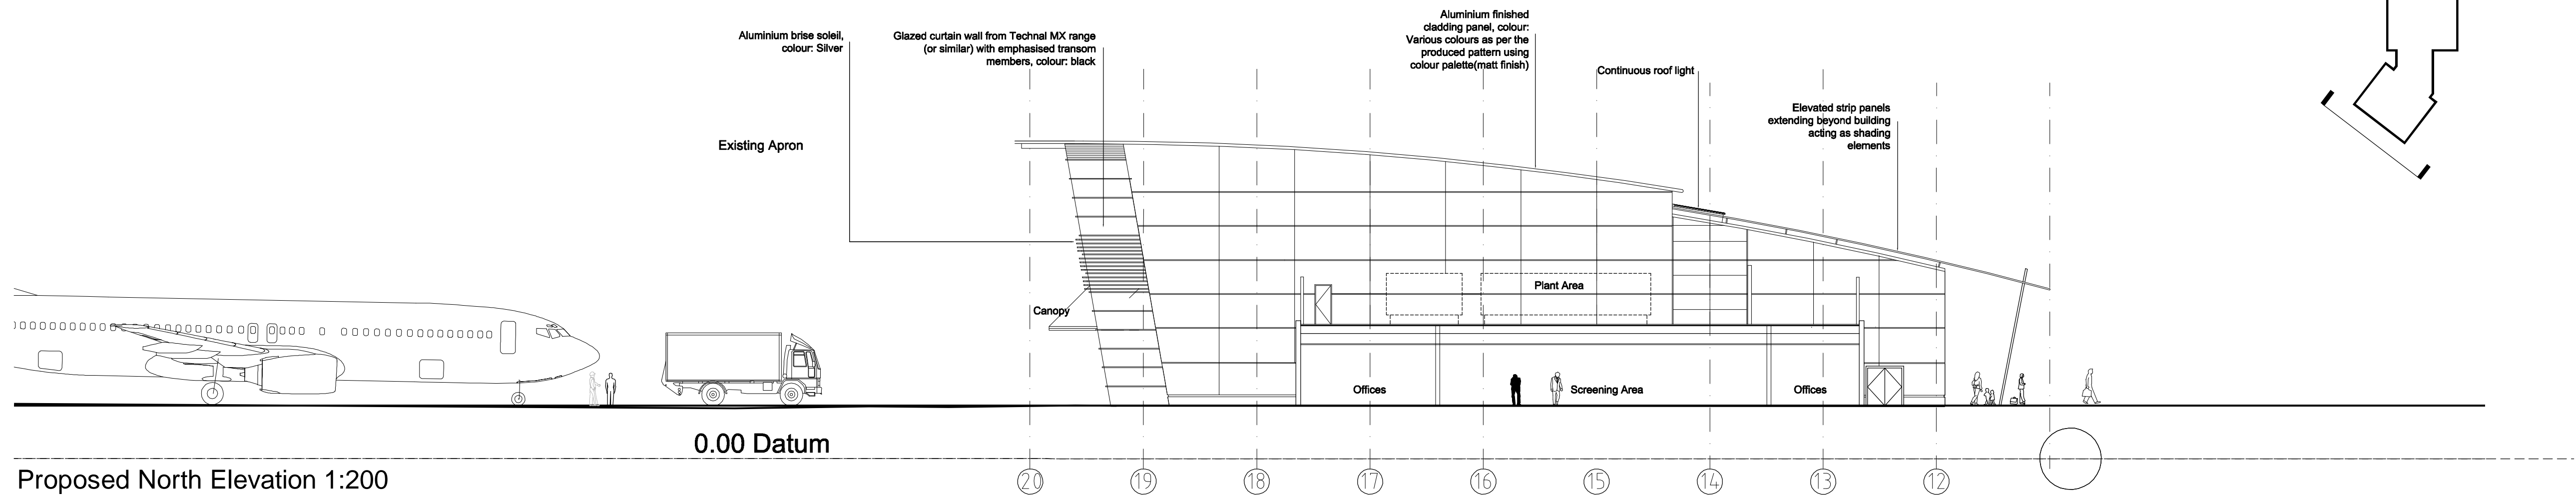 Aluminium brise soleil,
colour: Silver
Glazed curtain wall from Technal MX range
(or similar) with emphasised transom
members, colour: black
Aluminium finished
cladding panel, colour:
Various colours as per the
produced pattern using
colour palette(matt finish)
Continuous roof light
Elevated strip panels
extending beyond building
acting as shading
elements
Existing Apron
Canopy
Plant Area
Offices
Screening Area
Offices
0.00 Datum
Proposed North Elevation 1:200
20
19
18
17
16
15
14
13
12